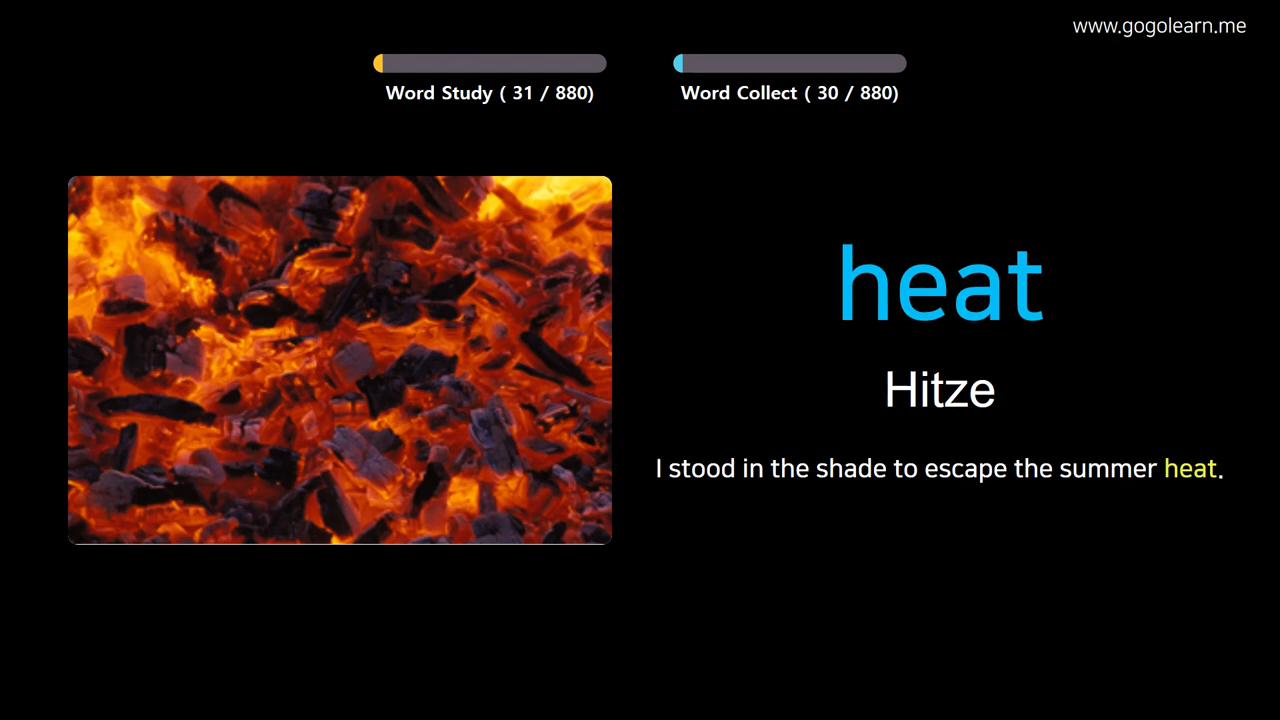 www.gogolearn.me
Word Study ( 31 / 880)
Word Collect ( 30 / 880)
heat
Hitze
I stood in the shade to escape the summer heat.